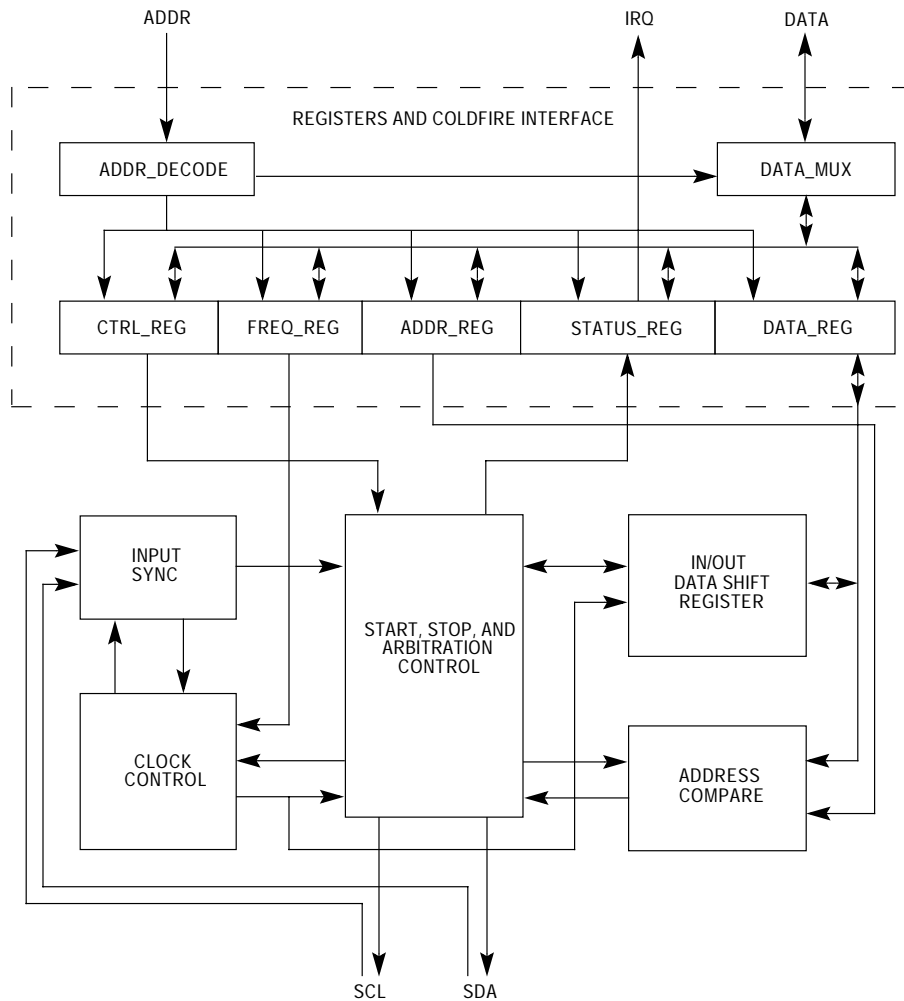 ADDR
IRQ
DATA
REGISTERS AND COLDFIRE INTERFACE
ADDR_DECODE
DATA_MUX
CTRL_REG
FREQ_REG
ADDR_REG
STATUS_REG
DATA_REG
INPUT
SYNC
IN/OUT
DATA SHIFT
REGISTER
START, STOP, AND
ARBITRATION
CONTROL
CLOCK
CONTROL
ADDRESS
COMPARE
SCL
SDA